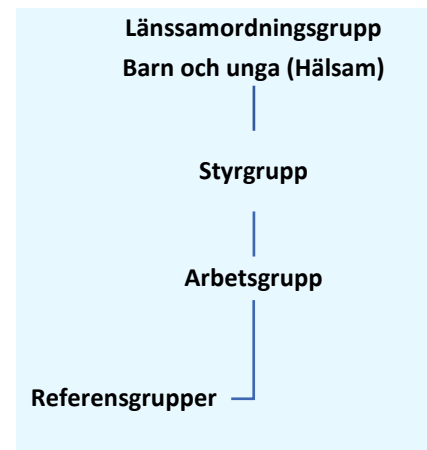 Länssamordningsgrupp
Barn och unga (Hälsam)
Styrgrupp
Arbetsgrupp
Referensgrupper